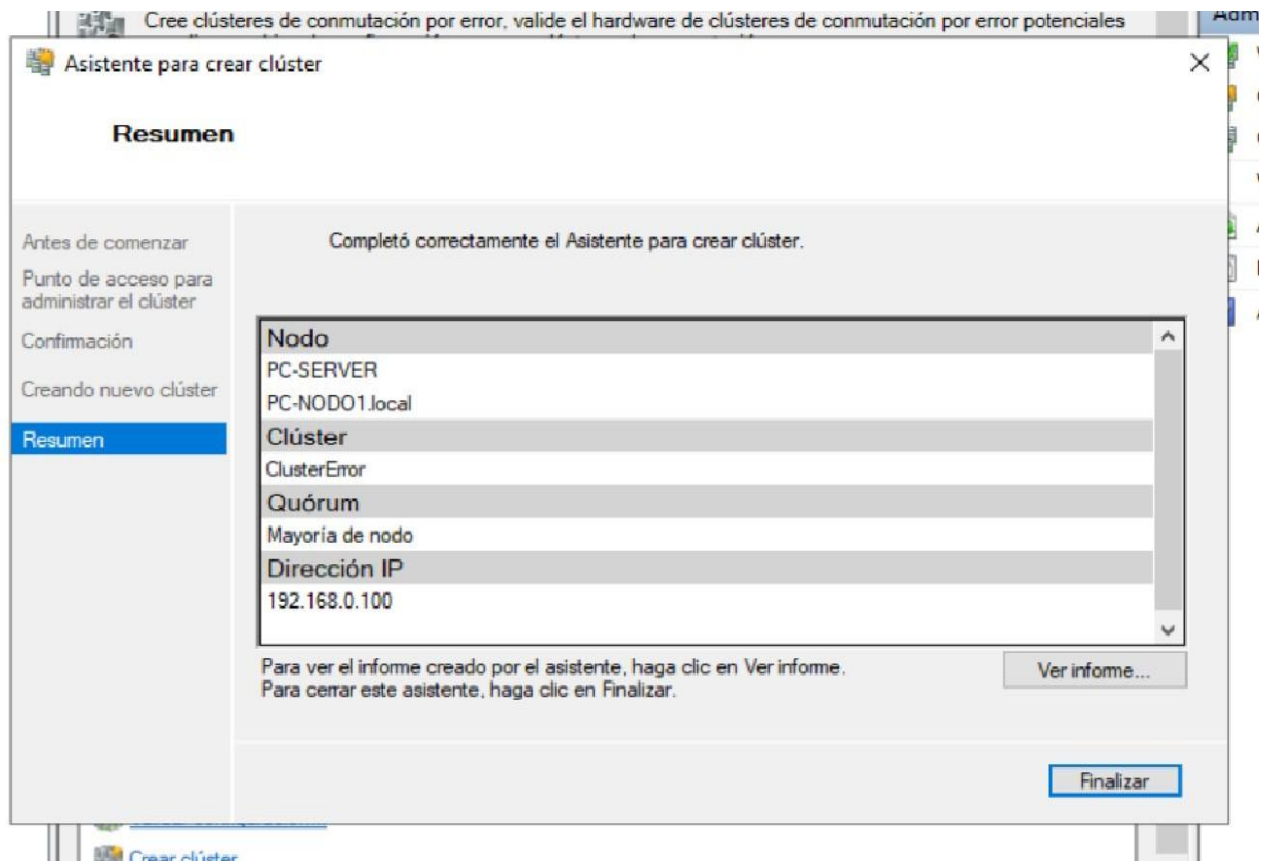 Cree clústeres de conmutación por error, valide el hardware de clústeres de conmutación por error potenciales
Adm
Asistente para crear clúster
Resumen
Antes de comenzar
Punto de acceso para
administrar el clúster
Confirmación
Creando nuevo clúster
Resumen
Completó correctamente el Asistente para crear clúster.
Nodo
PC-SERVER
PC-NODO1.local
Clúster
ClusterError
Quórum
Mayoría de nodo
Dirección IP
192.168.0.100
Para ver el informe creado por el asistente, haga clic en Ver informe.
Para cerrar este asistente, haga clic en Finalizar.
Ver informe...
Finalizar
Crear clúster